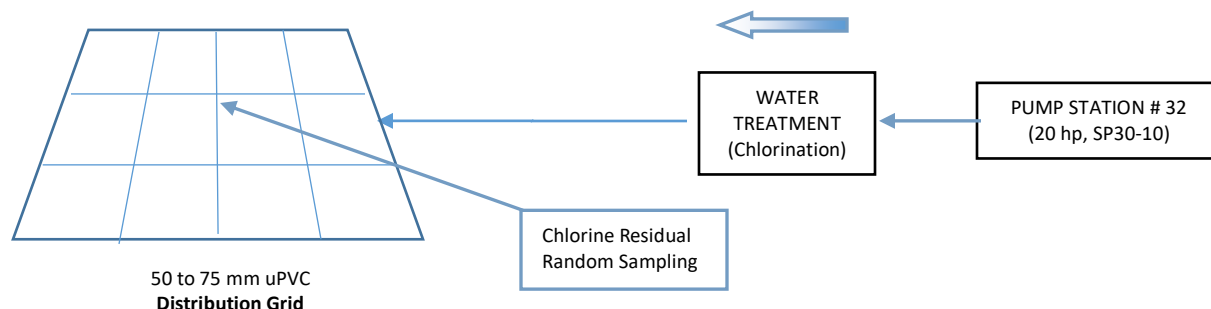 WATER
TREATMENT
(Chlorination)
PUMP STATION # 32
(20 hp, SP30-10)
Chlorine Residual
Random Sampling
50 to 75 mm uPVC
Distribution Grid